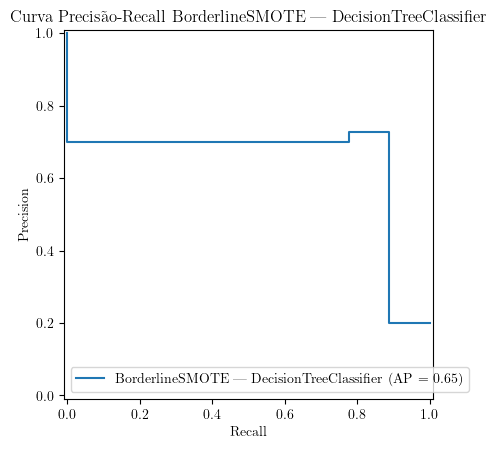 Curva Precisão-Recall BorderlineSMOTE — DecisionTreeClassifier
1.0
0.8
0.6
0.4
0.2
0.0
Precision
BorderlineSMOTE — DecisionTreeClassifier (AP = 0.65)
0.0 0.2 0.4 0.6 0.8 1.0
Recall